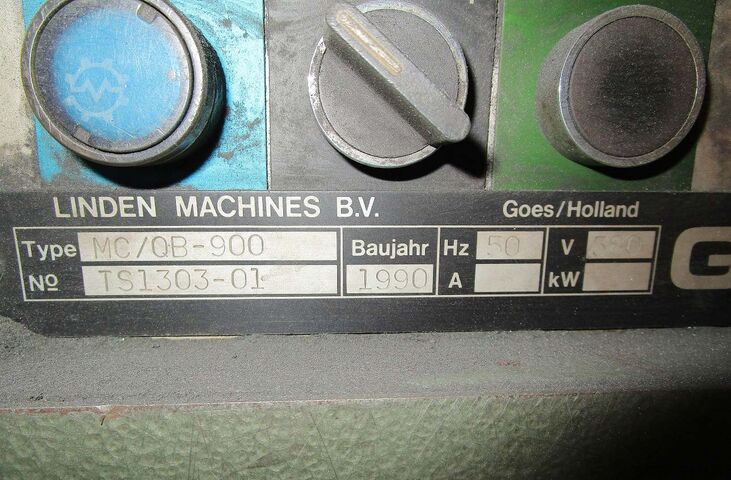 LINDEN MACHINES B.V. Goes/Holland
Type MC/QB-900 Baujahr Hz 50 V 380
Nº TS1303-01 1990 A kW G